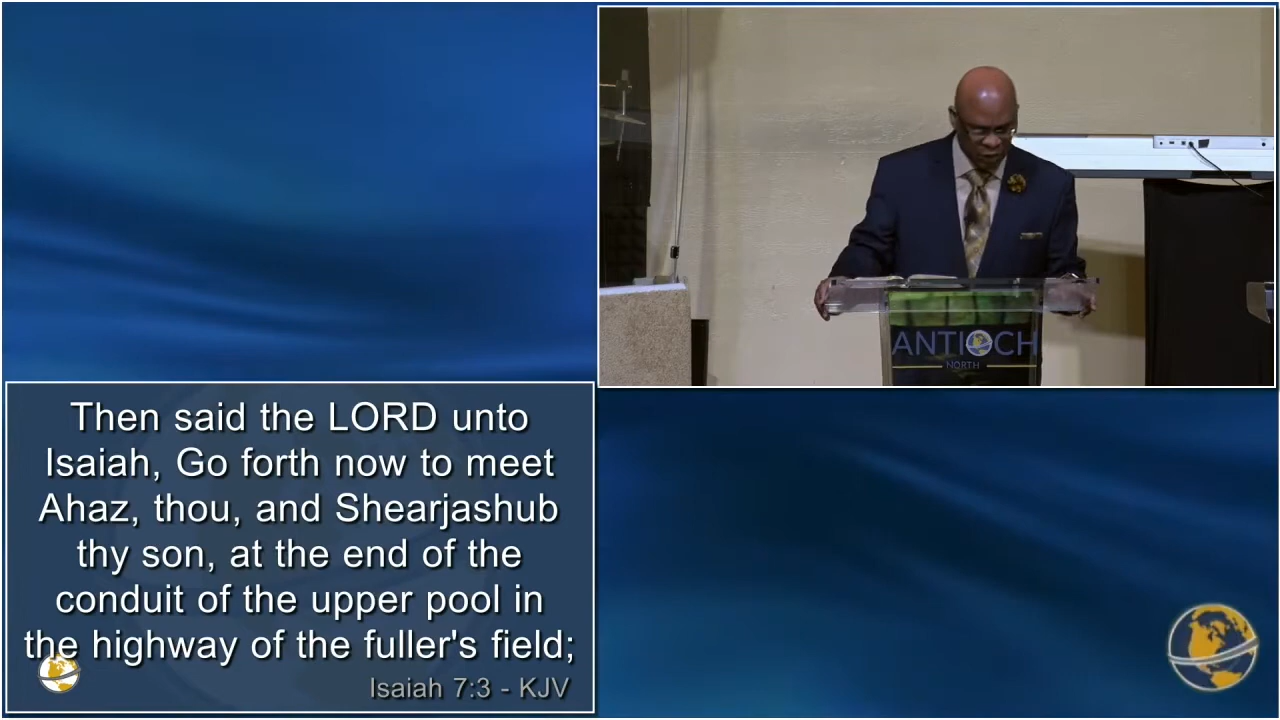 Then said the LORD unto
Isaiah, Go forth now to meet
Ahaz, thou, and Shearjashub
thy son, at the end of the
conduit of the upper pool in
the highway of the fuller's field;
Isaiah 7:3 - KJV
ANTIOCH
NORTH